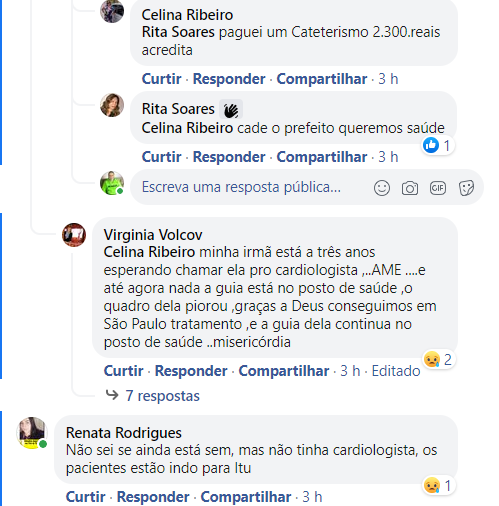 Celina Ribeiro
Rita Soares paguei um Cateterismo 2.300.reais
acredita
Curtir · Responder · Compartilhar · 3 h
Rita Soares
Celina Ribeiro cade o prefeito queremos saúde
1
Curtir · Responder · Compartilhar · 3 h
Escreva uma resposta pública...
GIF
Virginia Volcov
Celina Ribeiro minha irmã está a três anos
esperando chamar ela pro cardiologista ,..AME ....e
até agora nada a guia está no posto de saúde ,o
quadro dela piorou ,graças a Deus conseguimos em
São Paulo tratamento ,e a guia dela continua no
posto de saúde ..misericórdia
2
Curtir · Responder · Compartilhar · 3 h · Editado
7 respostas
Renata Rodrigues
Não sei se ainda está sem, mas não tinha cardiologista, os
pacientes estão indo para Itu
1
Curtir · Responder · Compartilhar · 3 h